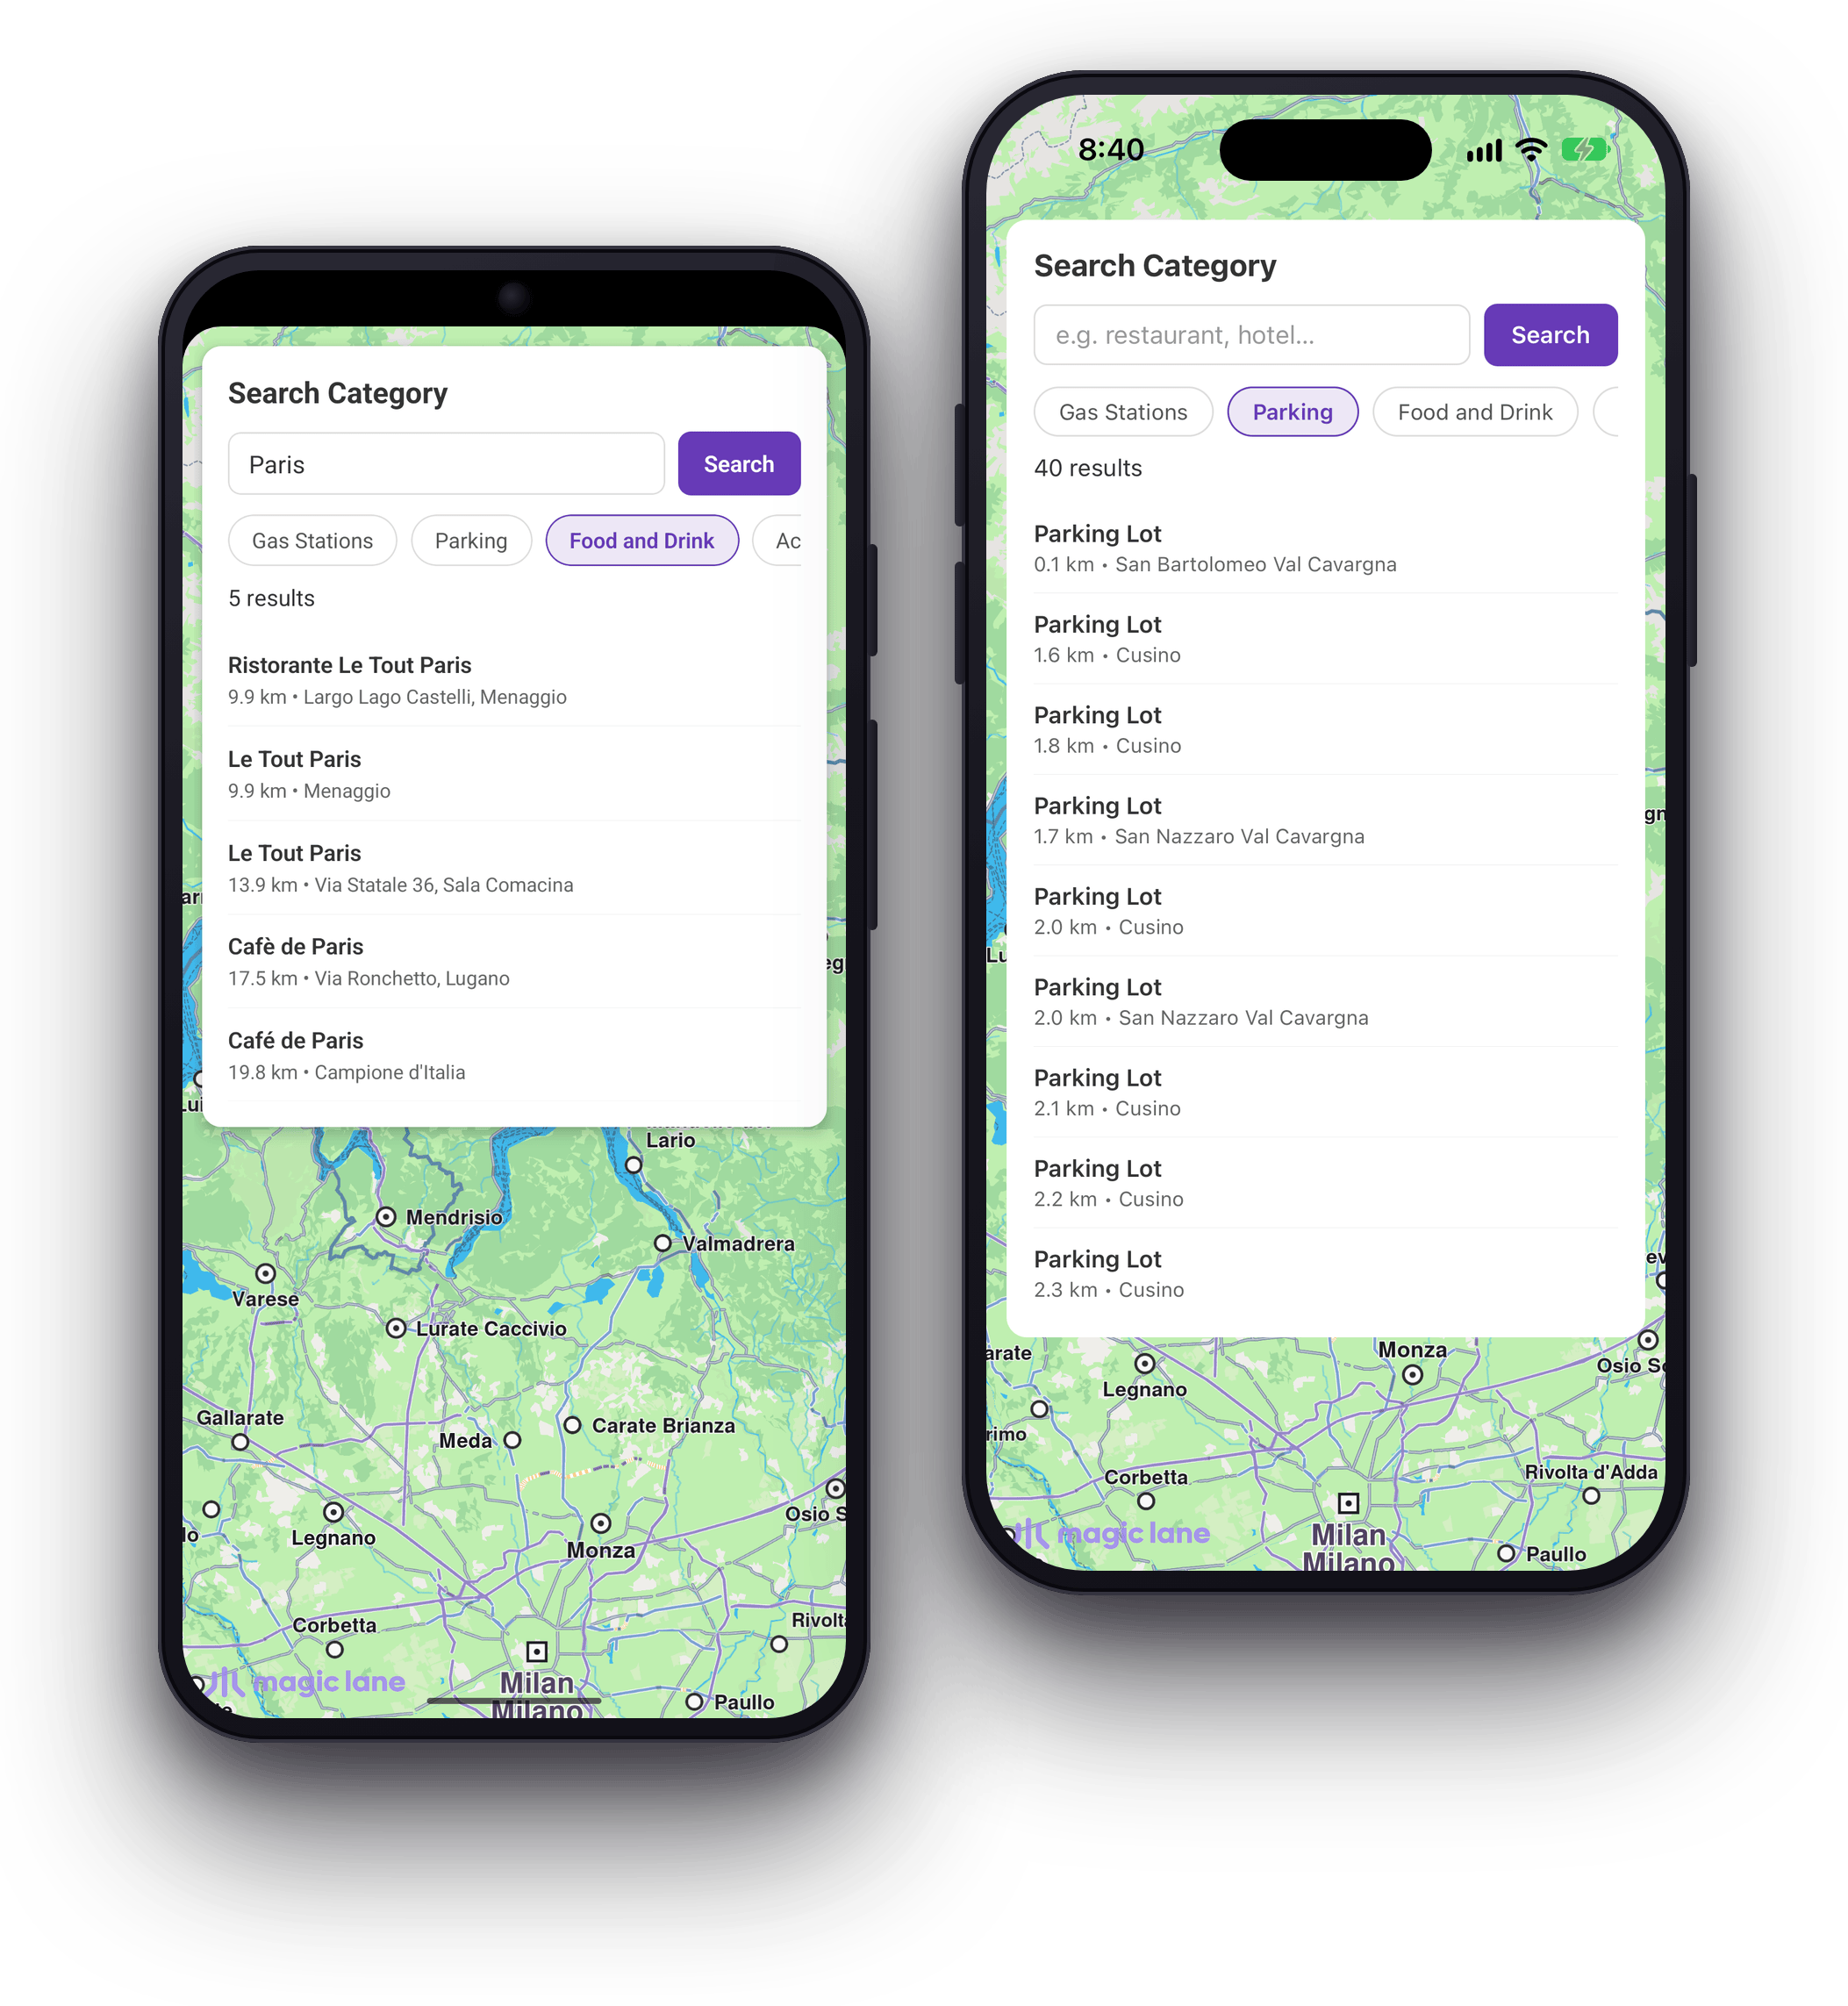 Search Category
Paris
Search
Gas Stations
Parking
Food and Drink
Ac
5 results
Ristorante Le Tout Paris
9.9 km • Largo Lago Castelli, Menaggio
Le Tout Paris
9.9 km • Menaggio
Le Tout Paris
13.9 km • Via Statale 36, Sala Comacina
Cafè de Paris
17.5 km • Via Ronchetto, Lugano
Café de Paris
19.8 km • Campione d'Italia
Lario
Mendrisio
Valmadrera
Varese
Lurate Caccivio
Gallarate
Carate Brianza
Meda
Legnano
Osio S
Monza
Corbetta
Rivolta
magic lane
Milan
Milano
Paullo
8:40
Search Category
e.g. restaurant, hotel...
Search
Gas Stations
Parking
Food and Drink
40 results
Parking Lot
0.1 km • San Bartolomeo Val Cavargna
Parking Lot
1.6 km • Cusino
Parking Lot
1.8 km • Cusino
Parking Lot
1.7 km • San Nazzaro Val Cavargna
Parking Lot
2.0 km • Cusino
Parking Lot
2.0 km • San Nazzaro Val Cavargna
Parking Lot
2.1 km • Cusino
Parking Lot
2.2 km • Cusino
Parking Lot
2.3 km • Cusino
arate
Monza
Legnano
Osio So
rimo
Corbetta
Rivolta d'Adda
magic lane
Milan
Milano
Paullo